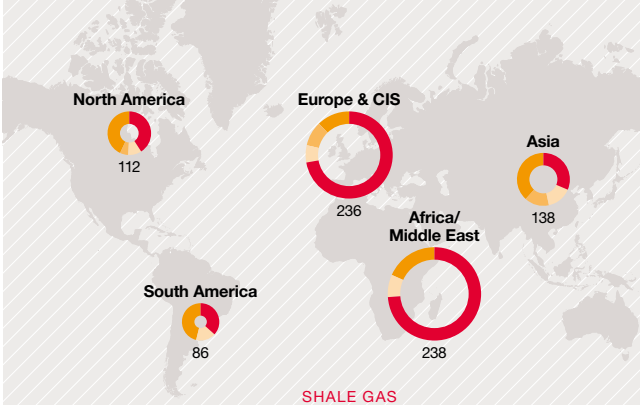 North America
112
Europe & CIS
236
Asia
138
Africa/
Middle East
238
South America
86
SHALE GAS